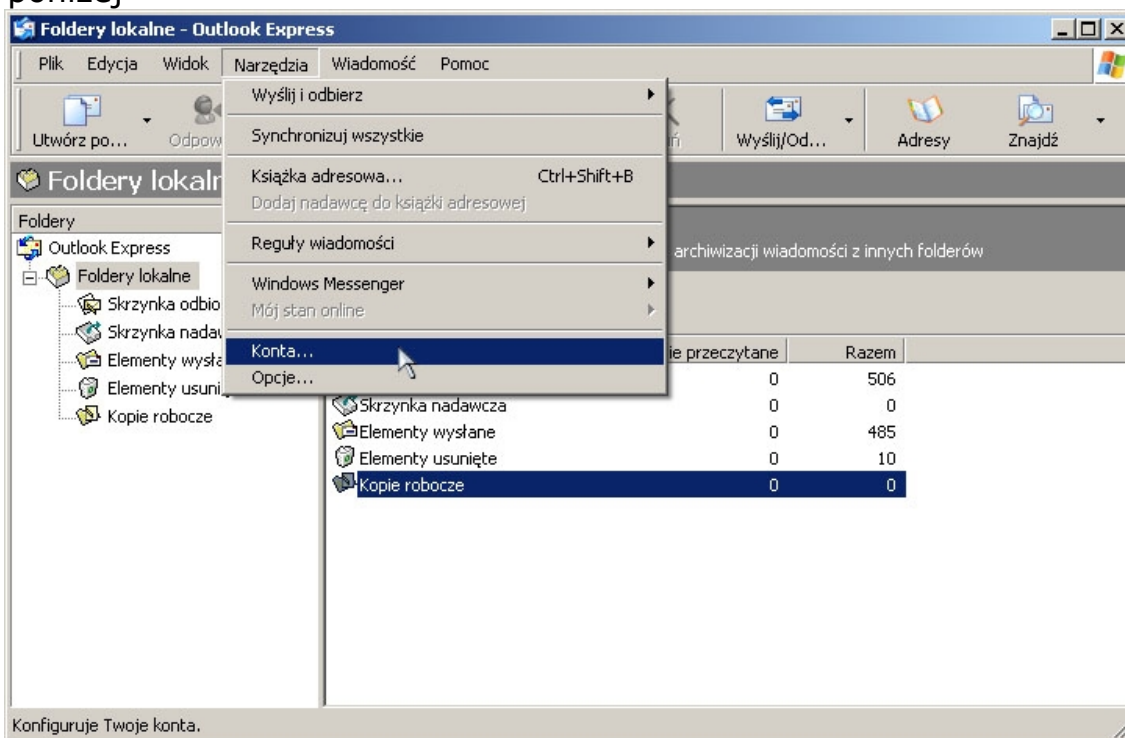 poniżej
Foldery lokalne - Outlook Express
Plik Edycja Widok Narzędzia Wiadomość Pomoc
Utwórz po... Odpow Wyślij/Od... Adresy Znajdź
Wyślij i odbierz
Synchronizuj wszystkie
Książka adresowa... Ctrl+Shift+B
Dodaj nadawcę do książki adresowej
Reguły wiadomości
Windows Messenger
Mój stan online
Konta...
Opcje...
Foldery lokaln
archiwizacji wiadomości z innych folderów
Foldery
Outlook Express
Foldery lokalne
Skrzynka odbio
Skrzynka nadaw
Elementy wysła
Elementy usuni
Kopie robocze
ie przeczytane Razem
0 506
Skrzynka nadawcza 0 0
Elementy wysłane 0 485
Elementy usunięte 0 10
Kopie robocze 0 0
Konfiguruje Twoje konta.